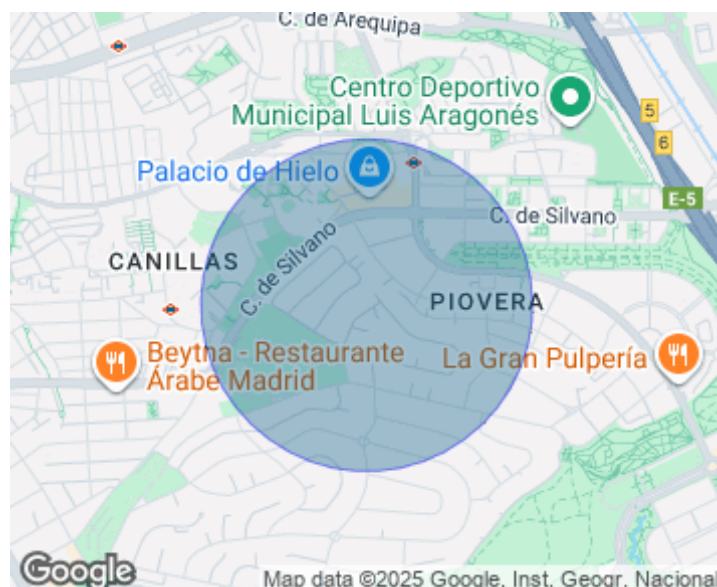 C. de Arequipa
Centro Deportivo
Municipal Luis Aragonés
5
6
Palacio de Hielo
E-5
C. de Silvano
C. de Silvano
CANILLAS
PIOVERA
Beytna - Restaurante
Árabe Madrid
La Gran Pulpería
Google
Map data ©2025 Google, Inst. Geogr. Nacional